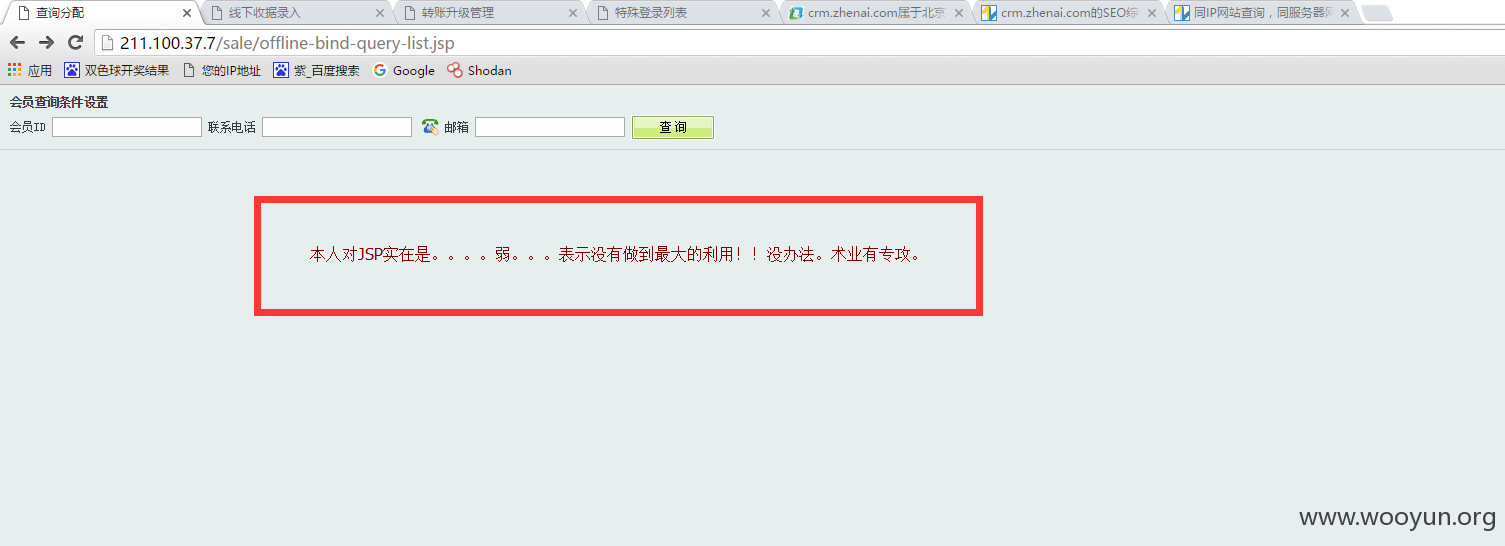 查询分配 线下收据录入 转账升级管理 特殊登录列表 crm.zhenai.com属于北京 crm.zhenai.com的SEO综 同IP网站查询，同服务器网
211.100.37.7/sale/offline-bind-query-list.jsp
应用 双色球开奖结果 您的IP地址 紫_百度搜索 Google Shodan
会员查询条件设置
会员ID 联系电话 邮箱 查 询
本人对JSP实在是。。。。弱。。。表示没有做到最大的利用！！没办法。术业有专攻。
www.wooyun.org